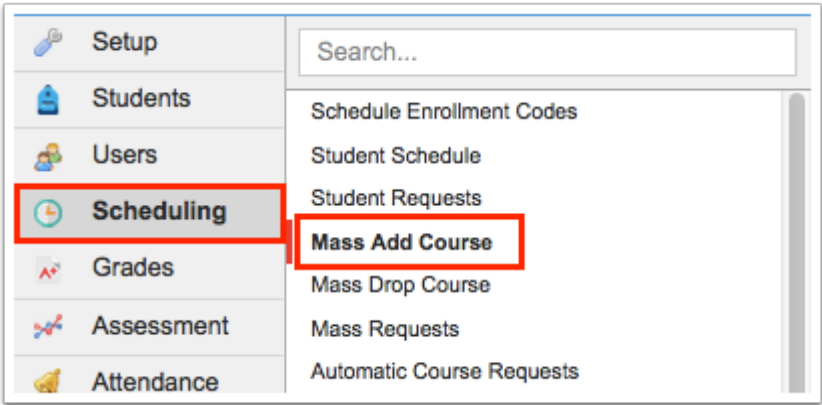 Setup
Students
Users
Scheduling
A+
Grades
Assessment
Attendance
Search...
Schedule Enrollment Codes
Student Schedule
Student Requests
Mass Add Course
Mass Drop Course
Mass Requests
Automatic Course Requests